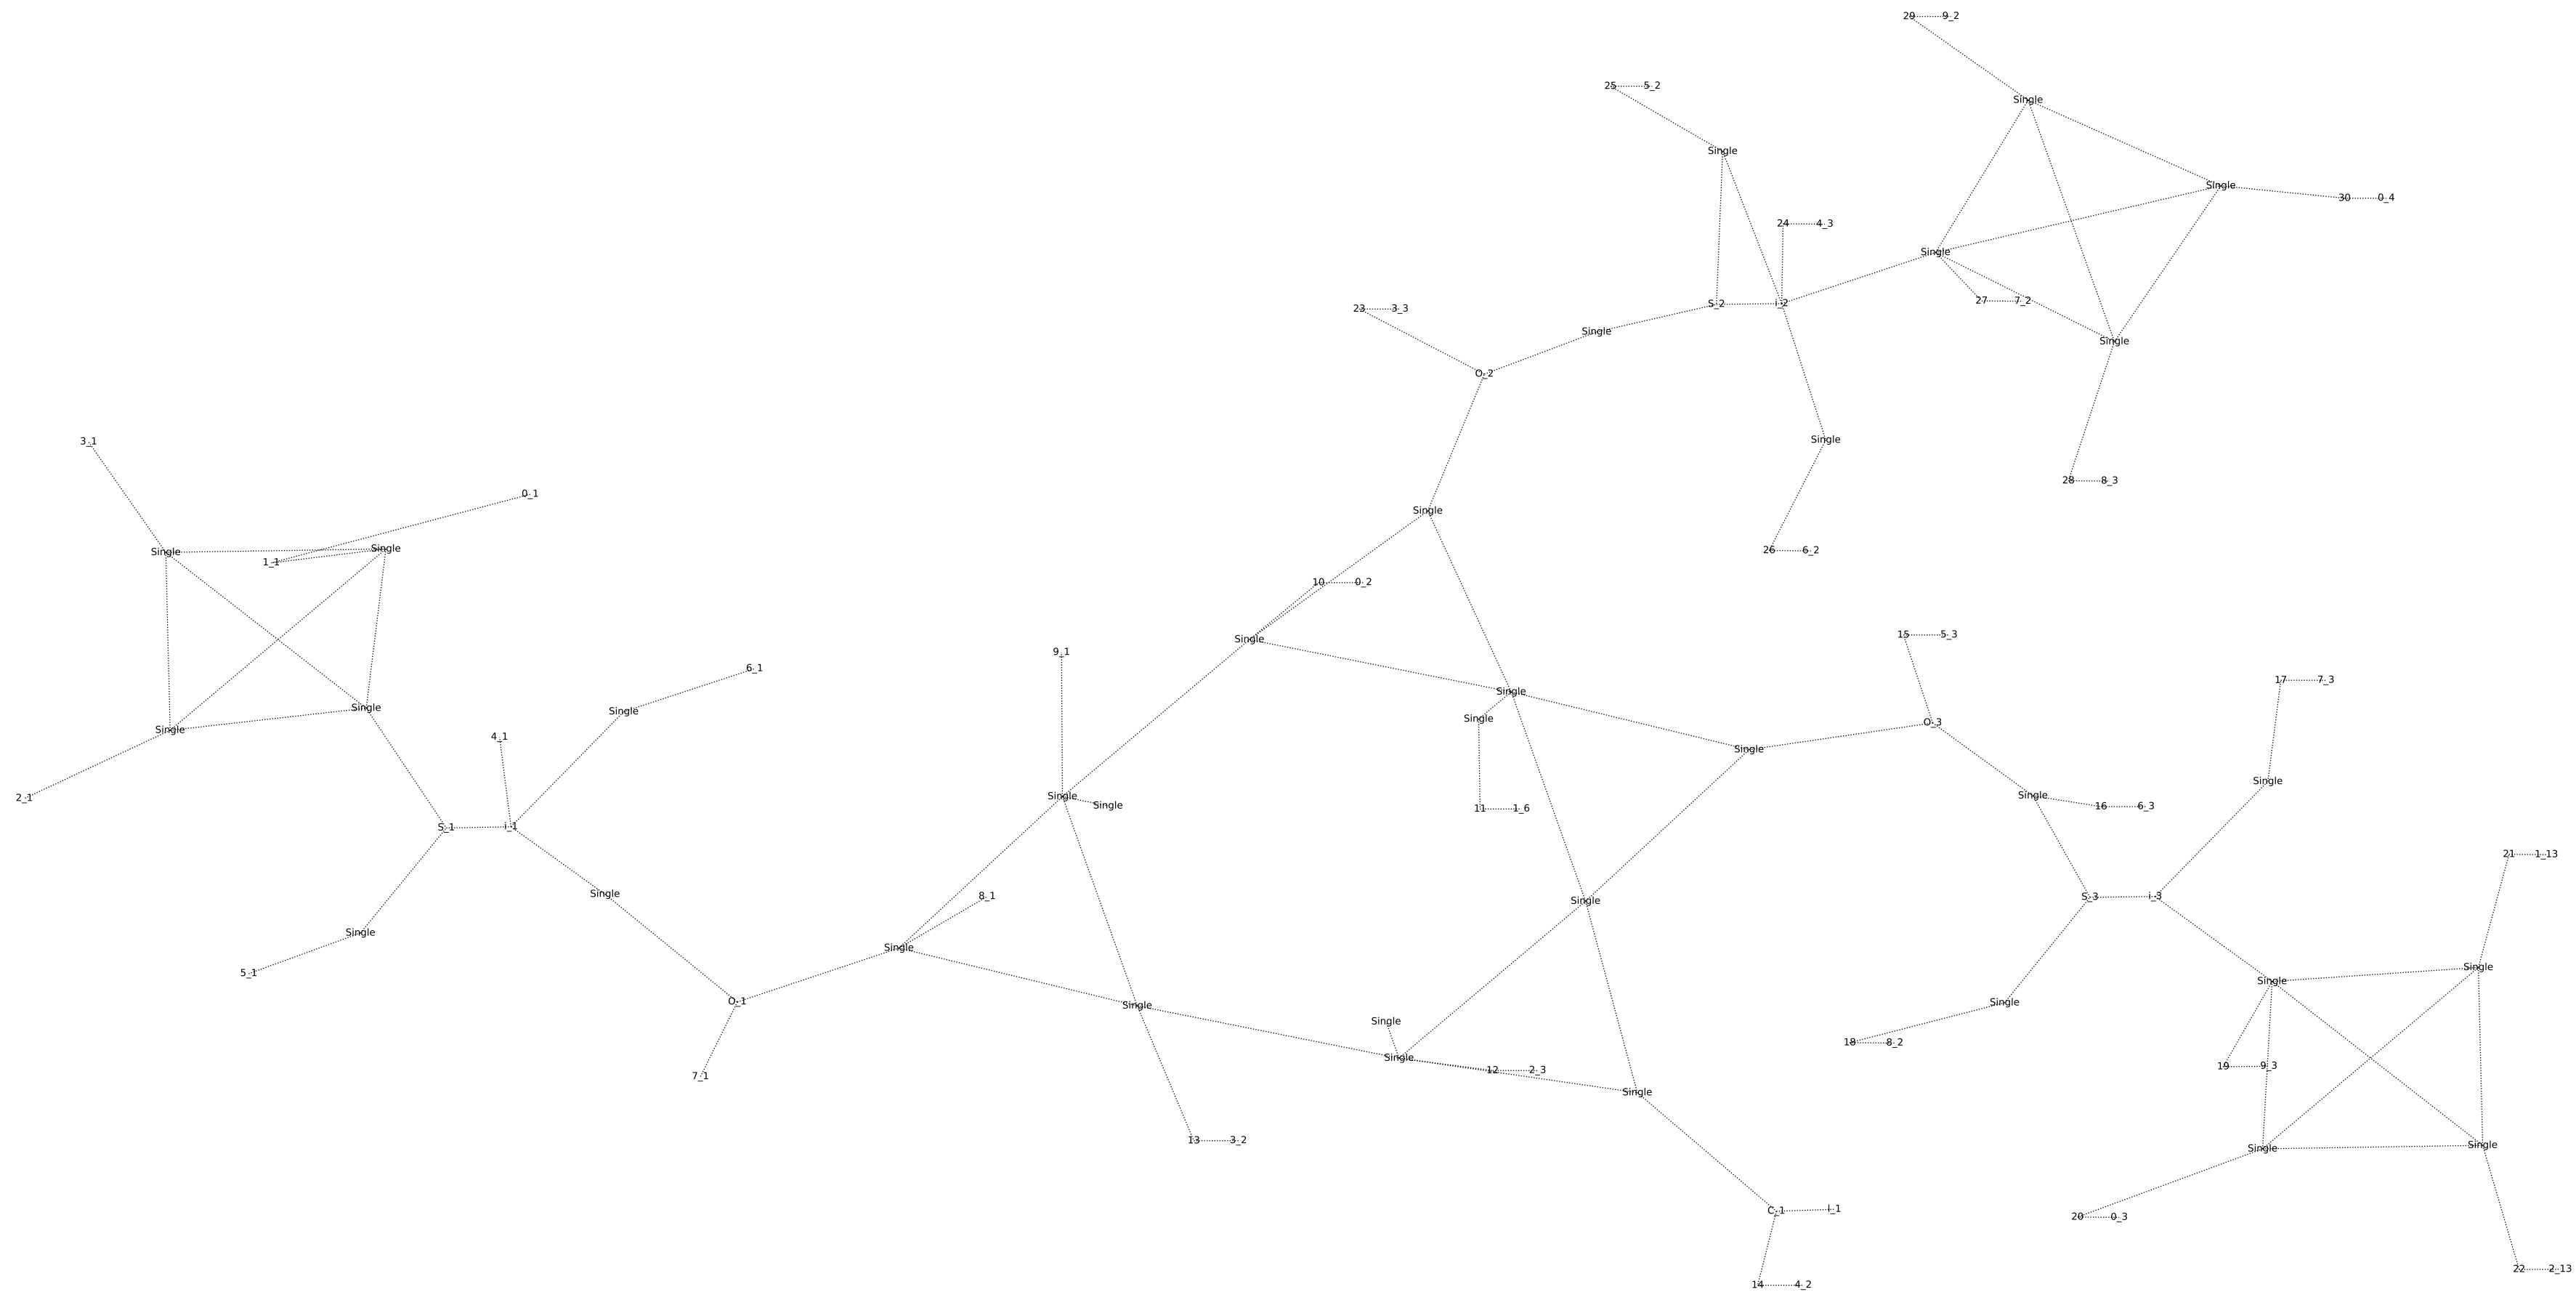 29 9_2
25 5_2
Single
Single
Single
30 0_4
24 4_3
Single
27 7_2
S_2 i_2
23 3_3
Single
Single
O_2
Single
3_1
28 8_3
0_1
Single
Single
Single
1_1
26 6_2
10 0_2
15 5_3
Single
9_1
6_1
17 7_3
Single
Single
Single
Single
O_3
Single
4_1
Single
Single
2_1
Single
Single
Single
16 6_3
11 1_6
S_1 i_1
21 1_13
Single
8_1
S_3 i_3
Single
Single
Single
Single
5_1
Single
O_1
Single
Single
Single
18 8_2
Single
19 9_3
12 2_3
7_1
Single
13 3_2
Single
Single
C_1 l_1
20 0_3
22 2_13
14 4_2